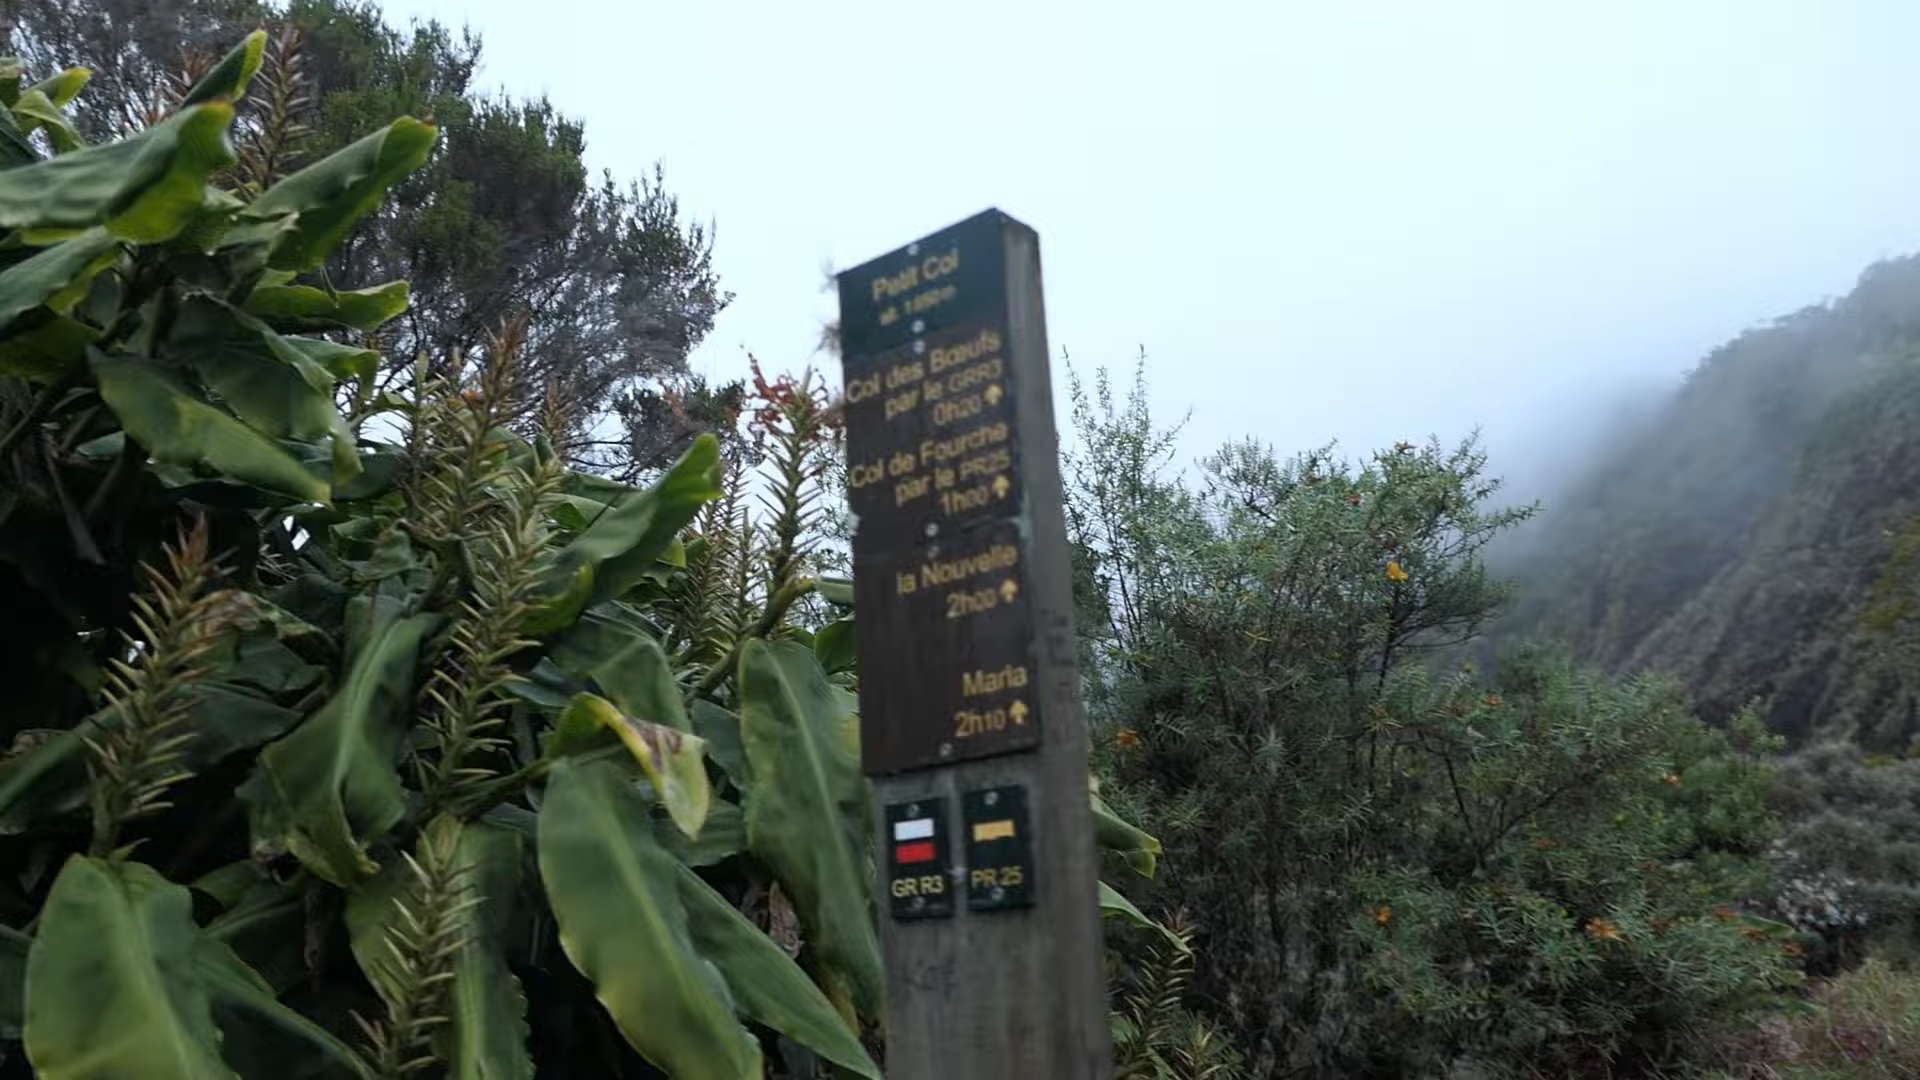 Petit Col
Col des Bœufs
par le GRR3
0h20
Col de Fourche
par le PR25
1h00
la Nouvelle
2h00
Marla
2h10
GR R3
PR 25